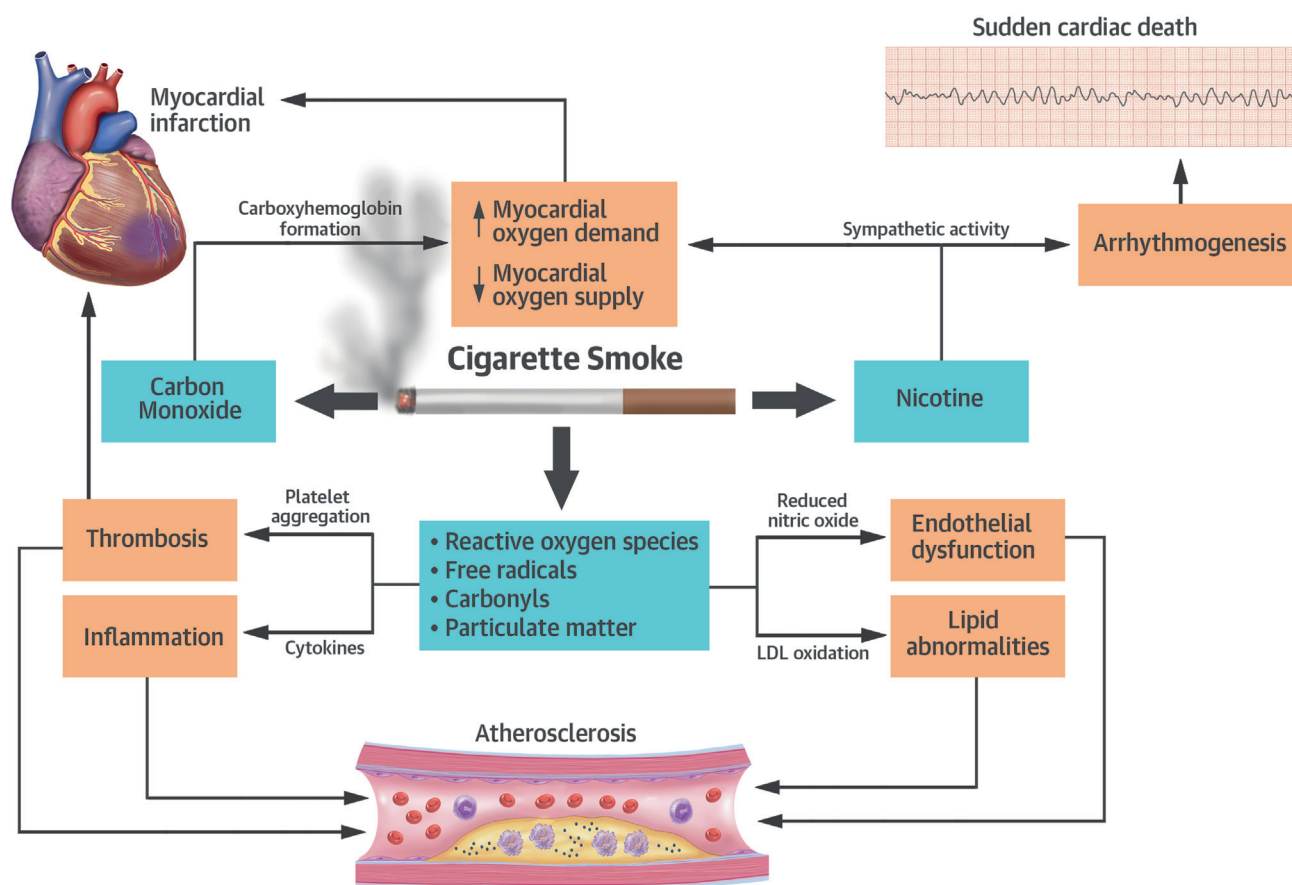 Sudden cardiac death
Myocardial
infarction
Carboxyhemoglobin
formation
Myocardial
oxygen demand
Myocardial
oxygen supply
Sympathetic activity
Arrhythmogenesis
Cigarette Smoke
Carbon
Monoxide
Nicotine
Platelet
aggregation
Thrombosis
Inflammation
Cytokines
• Reactive oxygen species
• Free radicals
• Carbonyls
• Particulate matter
Reduced
nitric oxide
Endothelial
dysfunction
LDL oxidation
Lipid
abnormalities
Atherosclerosis